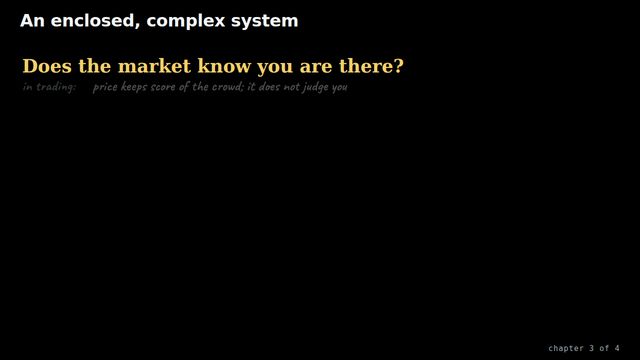 An enclosed, complex system
Does the market know you are there?
in trading: price keeps score of the crowd; it does not judge you
chapter 3 of 4